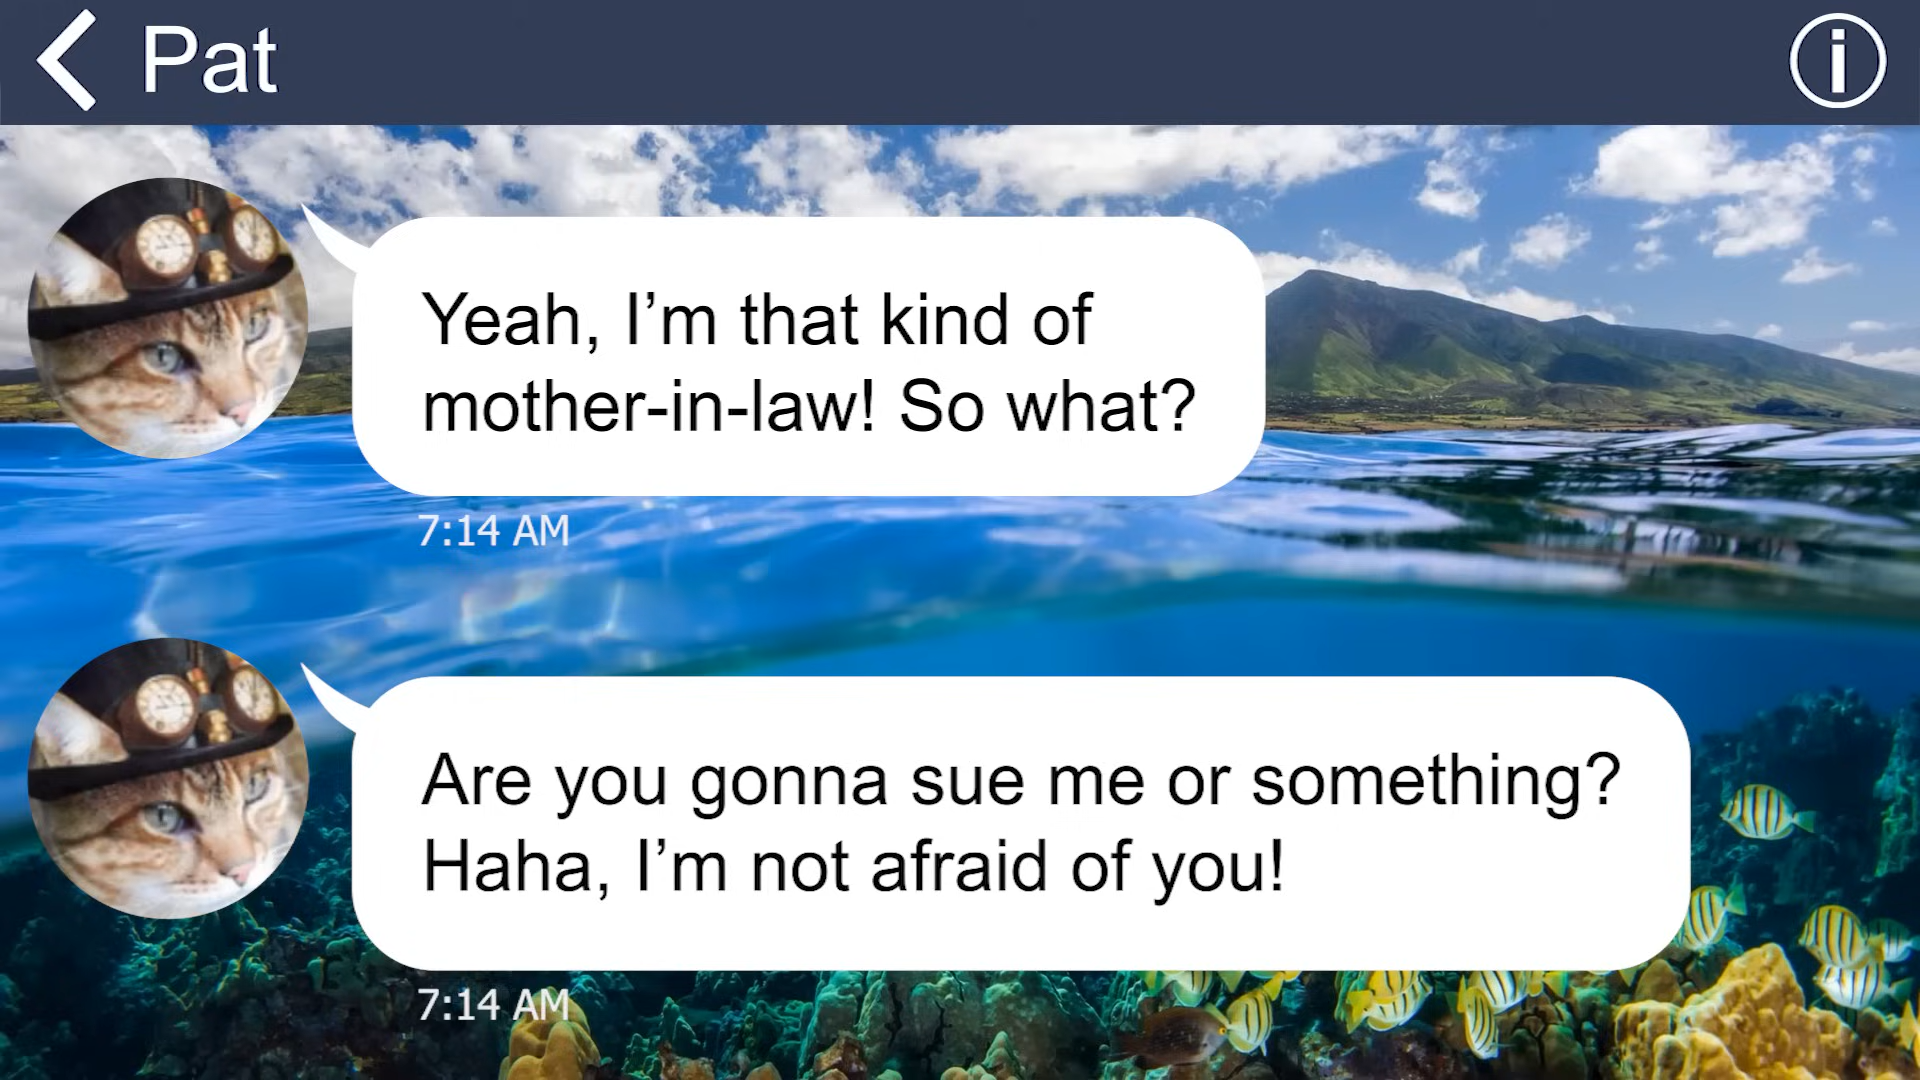 Pat
Yeah, I’m that kind of
mother-in-law! So what?
7:14 AM
Are you gonna sue me or something?
Haha, I’m not afraid of you!
7:14 AM